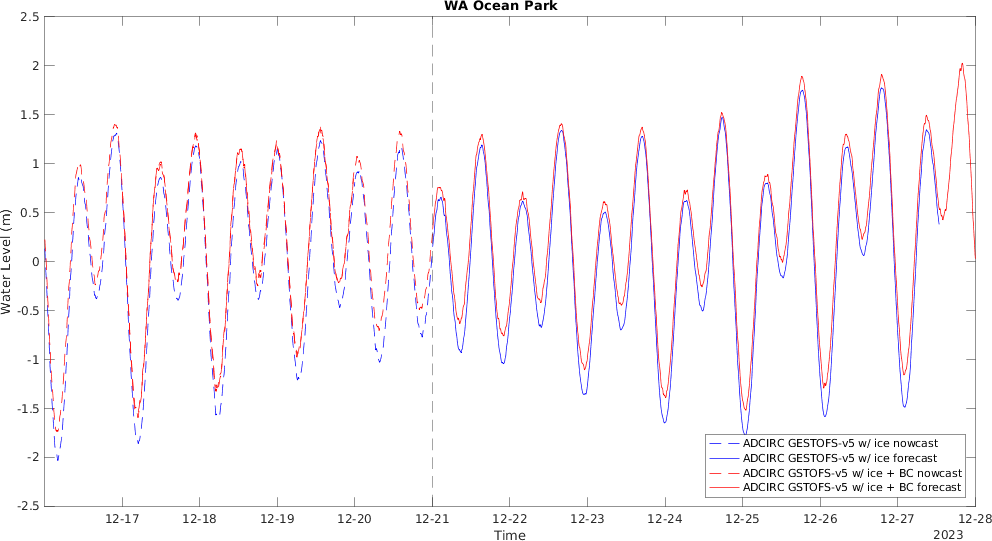 WA Ocean Park
2.5
2
1.5
1
0.5
0
-0.5
-1
-1.5
-2
-2.5
Water Level (m)
ADCIRC GESTOFS-v5 w/ ice nowcast
ADCIRC GESTOFS-v5 w/ ice forecast
ADCIRC GSTOFS-v5 w/ ice + BC nowcast
ADCIRC GSTOFS-v5 w/ ice + BC forecast
12-17 12-18 12-19 12-20 12-21 12-22 12-23 12-24 12-25 12-26 12-27 12-28
Time
2023